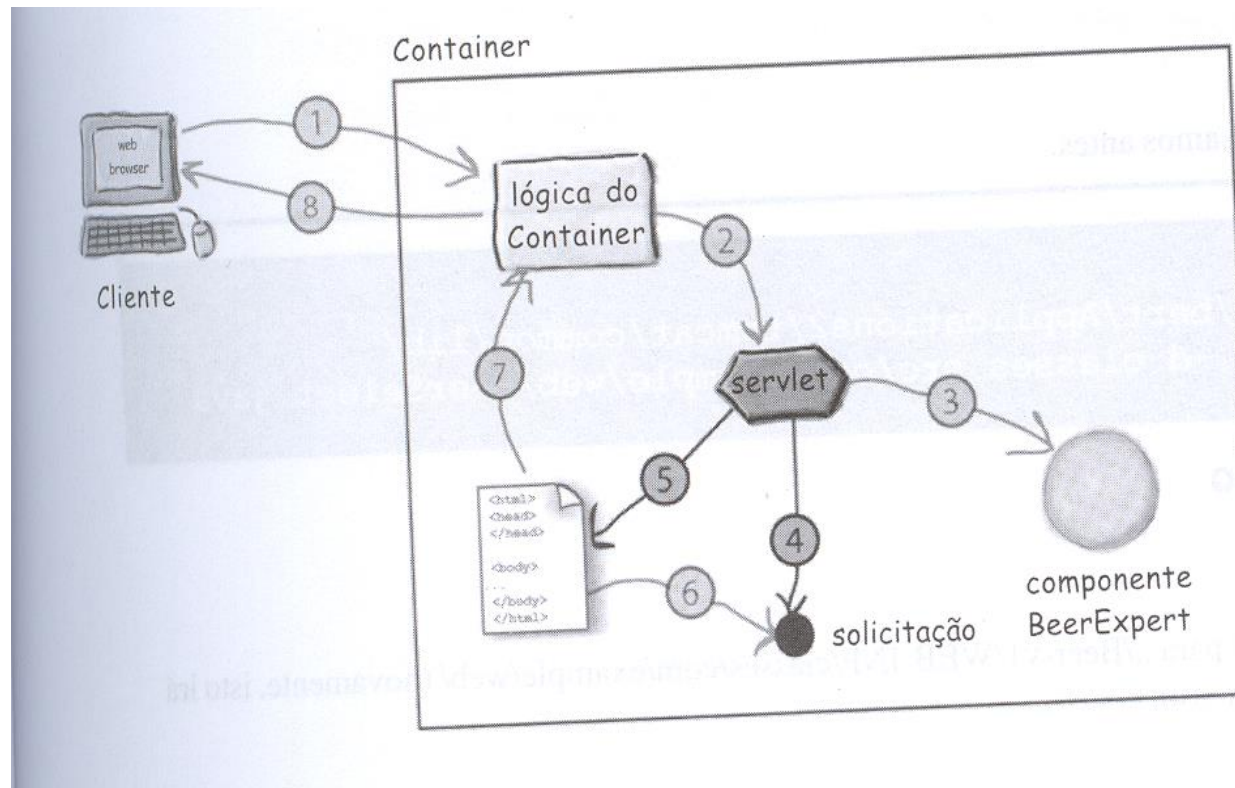 Container
1
web
browser
8
lógica do
Container
2
Cliente
7
servlet
3
5
<html>
<head>
</head>
<body>
...
</body>
</html>
4
6
solicitação
componente
BeerExpert